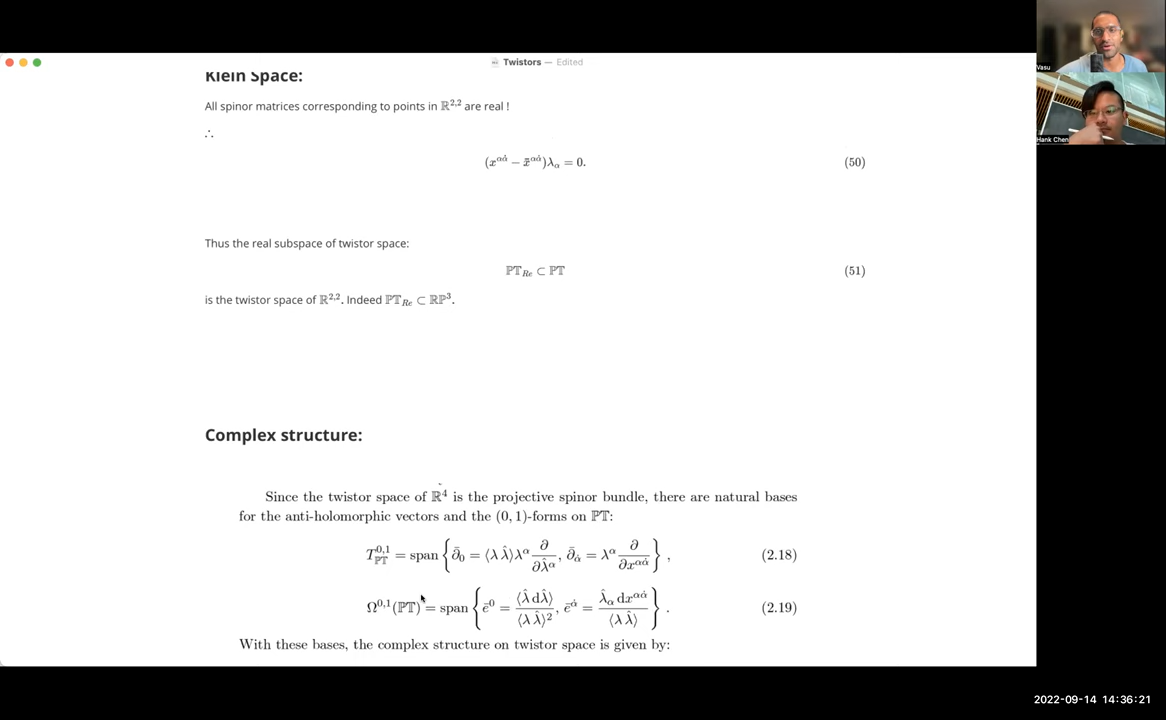 Twistors — Edited
Klein Space:
All spinor matrices corresponding to points in ℝ^{2,2} are real !
∴
(x^{αα̇} − x̄^{αα̇})λ_α = 0. (50)
Thus the real subspace of twistor space:
ℙ𝕋_{Re} ⊂ ℙ𝕋 (51)
is the twistor space of ℝ^{2,2}. Indeed ℙ𝕋_{Re} ⊂ ℝℙ^3.
Complex structure:
Since the twistor space of ℝ^4 is the projective spinor bundle, there are natural bases
for the anti-holomorphic vectors and the (0, 1)-forms on ℙ𝕋:
T^{0,1}_{ℙ𝕋} = span { ∂̄_0 = ⟨λ λ̂⟩λ^α ∂/∂λ̂^α , ∂̄_α̇ = λ^α ∂/∂x^{αα̇} } , (2.18)
Ω^{0,1}(ℙ𝕋) = span { ē^0 = ⟨λ̂ dλ̂⟩/⟨λ λ̂⟩^2 , ē^α̇ = λ̂_α dx^{αα̇}/⟨λ λ̂⟩ } . (2.19)
With these bases, the complex structure on twistor space is given by:
Vasu
Hank Chen
2022-09-14 14:36:21